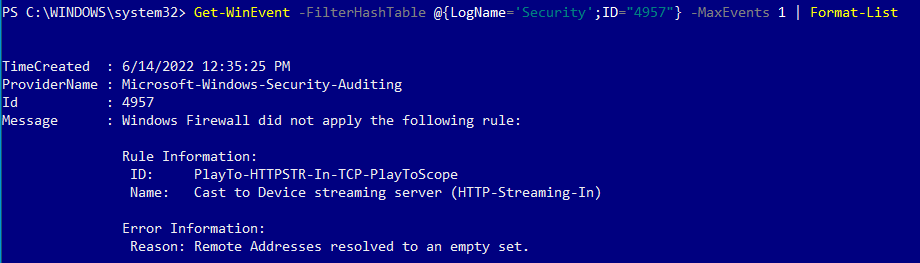 PS C:\WINDOWS\system32> Get-WinEvent -FilterHashTable @{LogName='Security';ID="4957"} -MaxEvents 1 | Format-List
TimeCreated  : 6/14/2022 12:35:25 PM
ProviderName : Microsoft-Windows-Security-Auditing
Id           : 4957
Message      : Windows Firewall did not apply the following rule:
Rule Information:
ID:     PlayTo-HTTPSTR-In-TCP-PlayToScope
Name:   Cast to Device streaming server (HTTP-Streaming-In)
Error Information:
Reason: Remote Addresses resolved to an empty set.